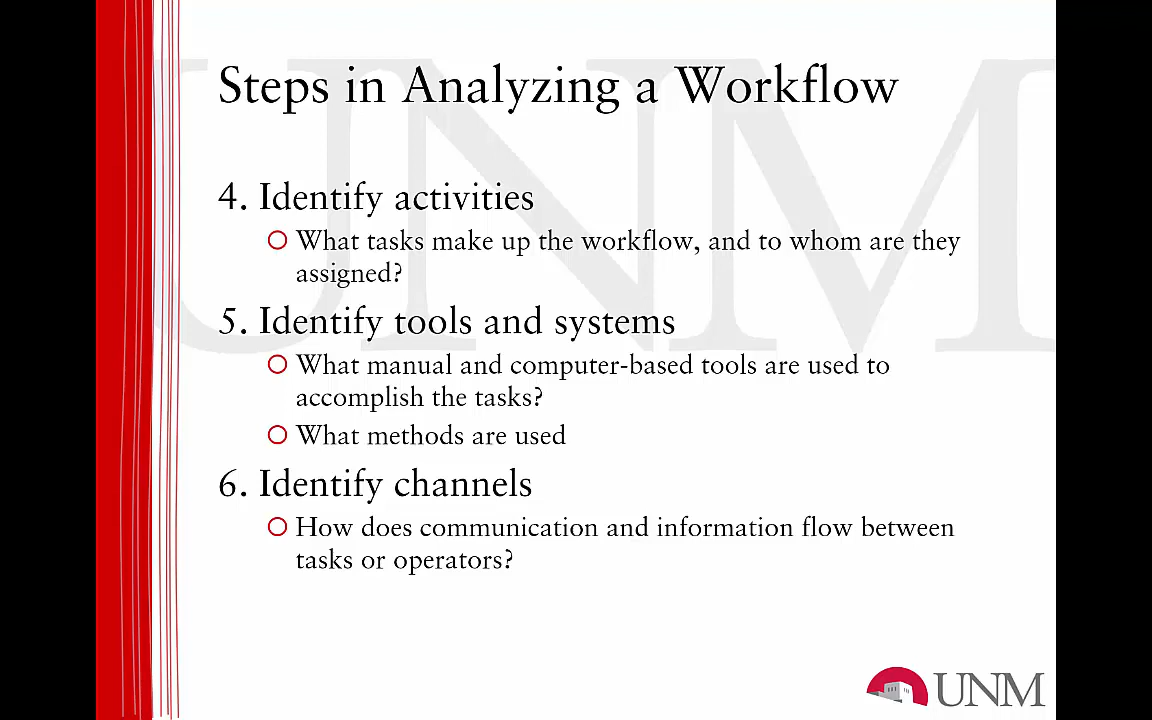 Steps in Analyzing a Workflow
4. Identify activities
What tasks make up the workflow, and to whom are they
assigned?
5. Identify tools and systems
What manual and computer-based tools are used to
accomplish the tasks?
What methods are used
6. Identify channels
How does communication and information flow between
tasks or operators?
UNM
UNM